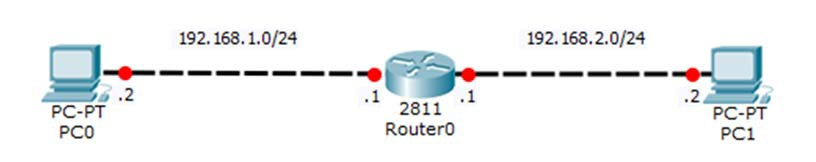 192.168.1.0/24
192.168.2.0/24
.2
.1
.1
.2
PC-PT
PC0
2811
Router0
PC-PT
PC1